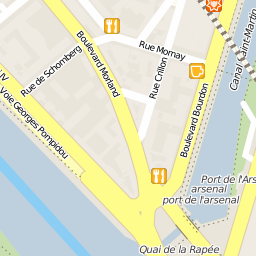 Rue Mornay
Canal Saint-Martin
Boulevard Morland
Rue de Schomberg
Rue Crillon
IV
Voie Georges Pompidou
Boulevard Bourdon
Port de l'Ars
arsenal
port de l'arsenal
Quai de la Rapée